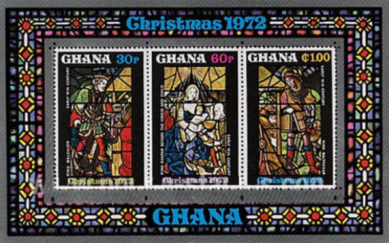 Christmas 1972
GHANA 30P
GHANA 60P
GHANA ₵1.00
Christmas 1972
Christmas 1972
Christmas 1972
GHANA